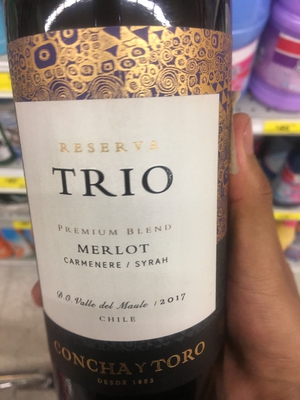 RESERVA
TRIO
PREMIUM BLEND
MERLOT
CARMENERE / SYRAH
D.O. Valle del Maule / 2017
CHILE
CONCHA Y TORO
DESDE 1883